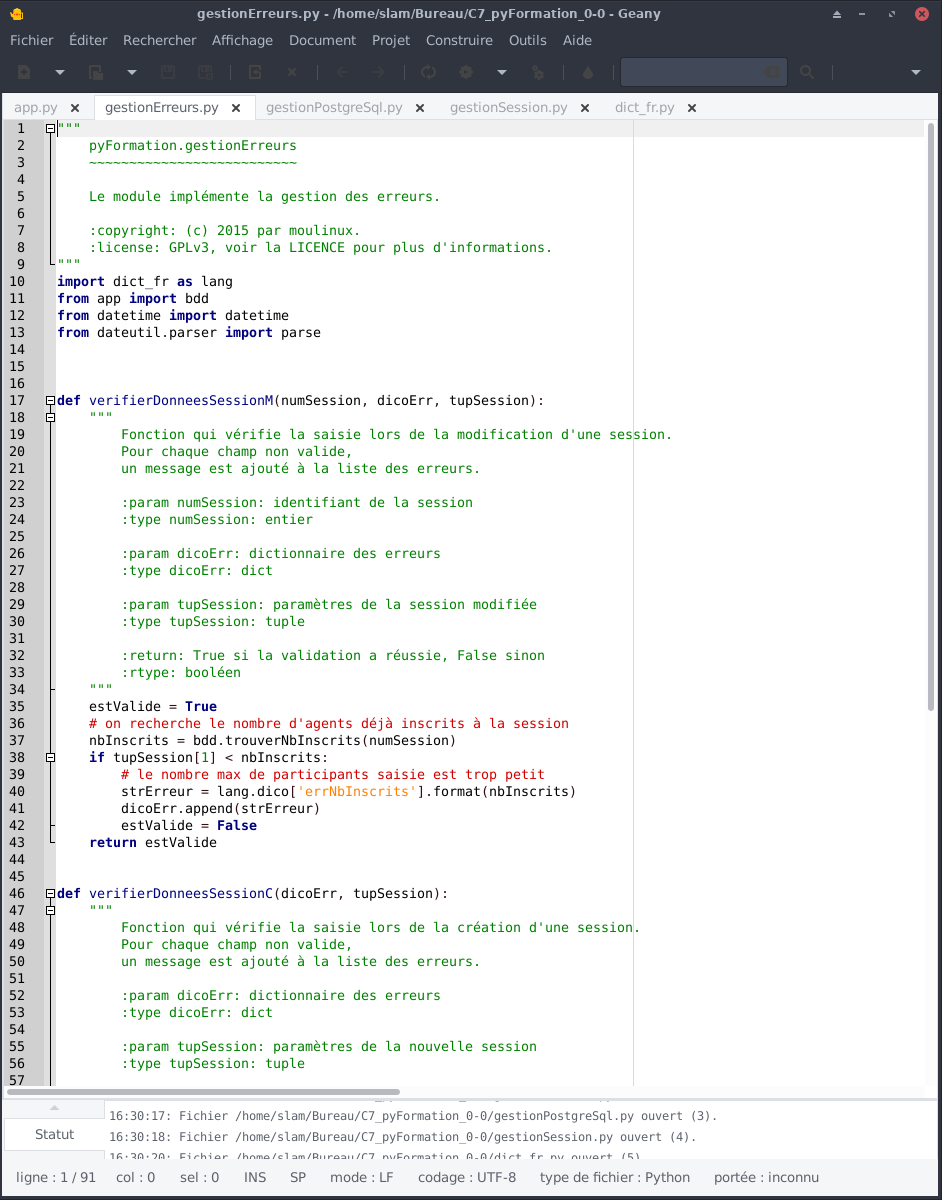 gestionErreurs.py - /home/slam/Bureau/C7_pyFormation_0-0 - Geany
Fichier Éditer Rechercher Affichage Document Projet Construire Outils Aide
app.py gestionErreurs.py gestionPostgreSql.py gestionSession.py dict_fr.py
1 """
2 pyFormation.gestionErreurs
3 ~~~~~~~~~~~~~~~~~~~~~~~~~~
4
5 Le module implémente la gestion des erreurs.
6
7 :copyright: (c) 2015 par moulinux.
8 :license: GPLv3, voir la LICENCE pour plus d'informations.
9 """
10 import dict_fr as lang
11 from app import bdd
12 from datetime import datetime
13 from dateutil.parser import parse
14
15
16
17 def verifierDonneesSessionM(numSession, dicoErr, tupSession):
18 """
19 Fonction qui vérifie la saisie lors de la modification d'une session.
20 Pour chaque champ non valide,
21 un message est ajouté à la liste des erreurs.
22
23 :param numSession: identifiant de la session
24 :type numSession: entier
25
26 :param dicoErr: dictionnaire des erreurs
27 :type dicoErr: dict
28
29 :param tupSession: paramètres de la session modifiée
30 :type tupSession: tuple
31
32 :return: True si la validation a réussie, False sinon
33 :rtype: booléen
34 """
35 estValide = True
36 # on recherche le nombre d'agents déjà inscrits à la session
37 nbInscrits = bdd.trouverNbInscrits(numSession)
38 if tupSession[1] < nbInscrits:
39 # le nombre max de participants saisie est trop petit
40 strErreur = lang.dico['errNbInscrits'].format(nbInscrits)
41 dicoErr.append(strErreur)
42 estValide = False
43 return estValide
44
45
46 def verifierDonneesSessionC(dicoErr, tupSession):
47 """
48 Fonction qui vérifie la saisie lors de la création d'une session.
49 Pour chaque champ non valide,
50 un message est ajouté à la liste des erreurs.
51
52 :param dicoErr: dictionnaire des erreurs
53 :type dicoErr: dict
54
55 :param tupSession: paramètres de la nouvelle session
56 :type tupSession: tuple
57
16:30:17: Fichier /home/slam/Bureau/C7_pyFormation_0-0/gestionPostgreSql.py ouvert (3).
Statut
16:30:18: Fichier /home/slam/Bureau/C7_pyFormation_0-0/gestionSession.py ouvert (4).
16:30:20: Fichier /home/slam/Bureau/C7_pyFormation_0-0/dict_fr.py ouvert (5).
ligne : 1 / 91 col : 0 sel : 0 INS SP mode : LF codage : UTF-8 type de fichier : Python portée : inconnu